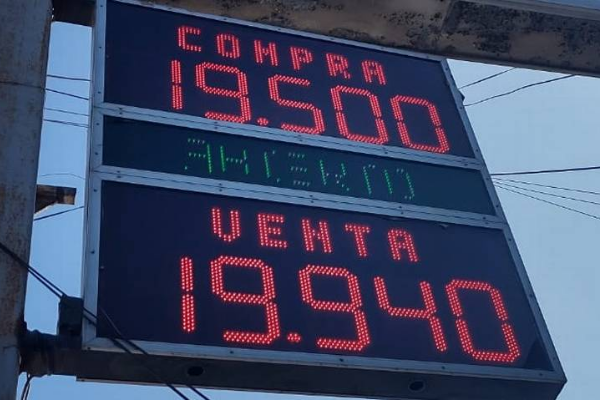 COMPRA
19.500
ABIERTO
VENTA
19.940